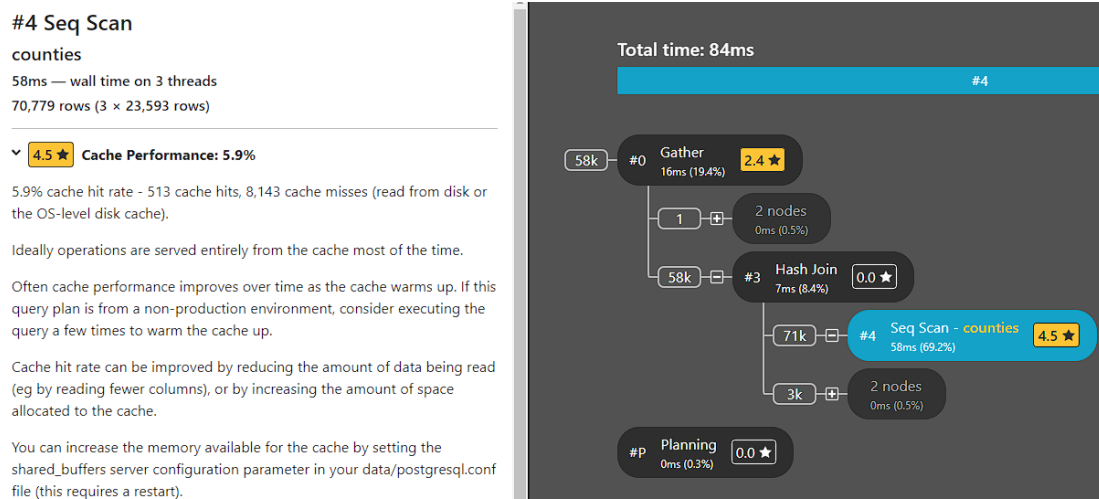 #4 Seq Scan
counties
58ms — wall time on 3 threads
70,779 rows (3 × 23,593 rows)
4.5 ★ Cache Performance: 5.9%
5.9% cache hit rate - 513 cache hits, 8,143 cache misses (read from disk or
the OS-level disk cache).
Ideally operations are served entirely from the cache most of the time.
Often cache performance improves over time as the cache warms up. If this
query plan is from a non-production environment, consider executing the
query a few times to warm the cache up.
Cache hit rate can be improved by reducing the amount of data being read
(eg by reading fewer columns), or by increasing the amount of space
allocated to the cache.
You can increase the memory available for the cache by setting the
shared_buffers server configuration parameter in your data/postgresql.conf
file (this requires a restart).
Total time: 84ms
#4
58k #0 Gather 2.4 ★
16ms (19.4%)
1 2 nodes
0ms (0.5%)
58k #3 Hash Join 0.0 ★
7ms (8.4%)
71k #4 Seq Scan - counties 4.5 ★
58ms (69.2%)
3k 2 nodes
0ms (0.5%)
#P Planning 0.0 ★
0ms (0.3%)